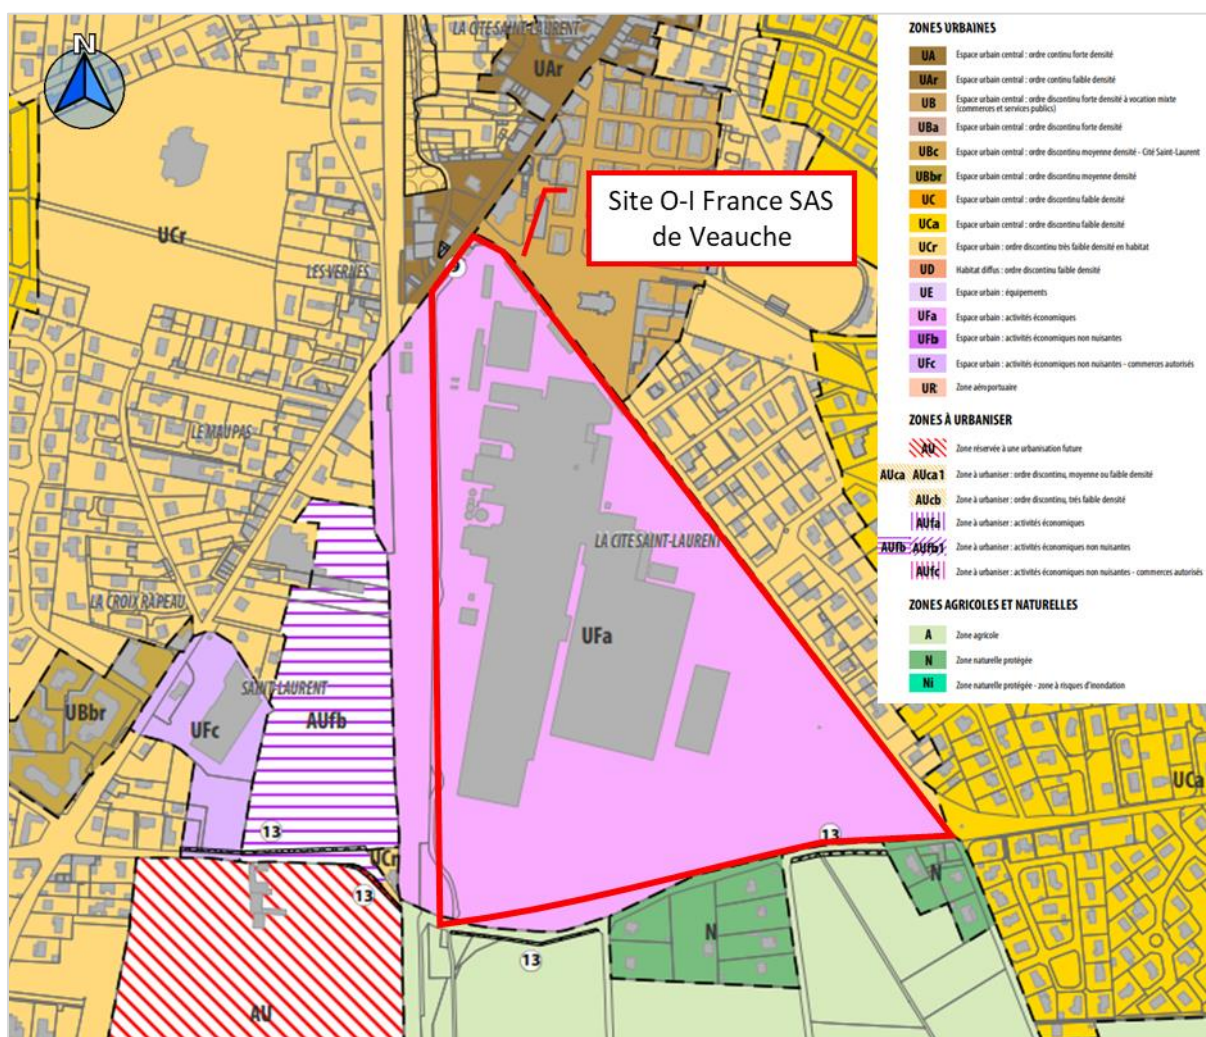 N
LA CITE SAINT-LAURENT
UAr
Site O-I France SAS
de Veauche
UCr
LES VERNES
9
LE MAUPAS
LA CITE SAINT-LAURENT
LA CROIX RAPEAU
UFa
SAINT-LAURENT
UBbr
UFc
AUfb
UCa
13
13
UCr
13
N
N
13
AU
ZONES URBAINES
UA Espace urbain central : ordre continu forte densité
UAr Espace urbain central : ordre continu faible densité
UB Espace urbain central : ordre discontinu forte densité à vocation mixte
(commerces et services publics)
UBa Espace urbain central : ordre discontinu forte densité
UBc Espace urbain central : ordre discontinu moyenne densité - Cité Saint-Laurent
UBbr Espace urbain central : ordre discontinu moyenne densité
UC Espace urbain central : ordre discontinu faible densité
UCa Espace urbain central : ordre discontinu faible densité
UCr Espace urbain : ordre discontinu très faible densité en habitat
UD Habitat diffus : ordre discontinu faible densité
UE Espace urbain : équipements
UFa Espace urbain : activités économiques
UFb Espace urbain : activités économiques non nuisantes
UFc Espace urbain : activités économiques non nuisantes - commerces autorisés
UR Zone aéroportuaire
ZONES À URBANISER
AU Zone réservée à une urbanisation future
AUca AUca1 Zone à urbaniser : ordre discontinu, moyenne ou faible densité
AUcb Zone à urbaniser : ordre discontinu, trés faible densité
AUfa Zone à urbaniser : activités économiques
AUfb AUfb1 Zone à urbaniser : activités économiques non nuisantes
AUfc Zone à urbaniser : activités économiques non nuisantes - commerces autorisés
ZONES AGRICOLES ET NATURELLES
A Zone agricole
N Zone naturelle protégée
Ni Zone naturelle protégée - zone à risques d'inondation